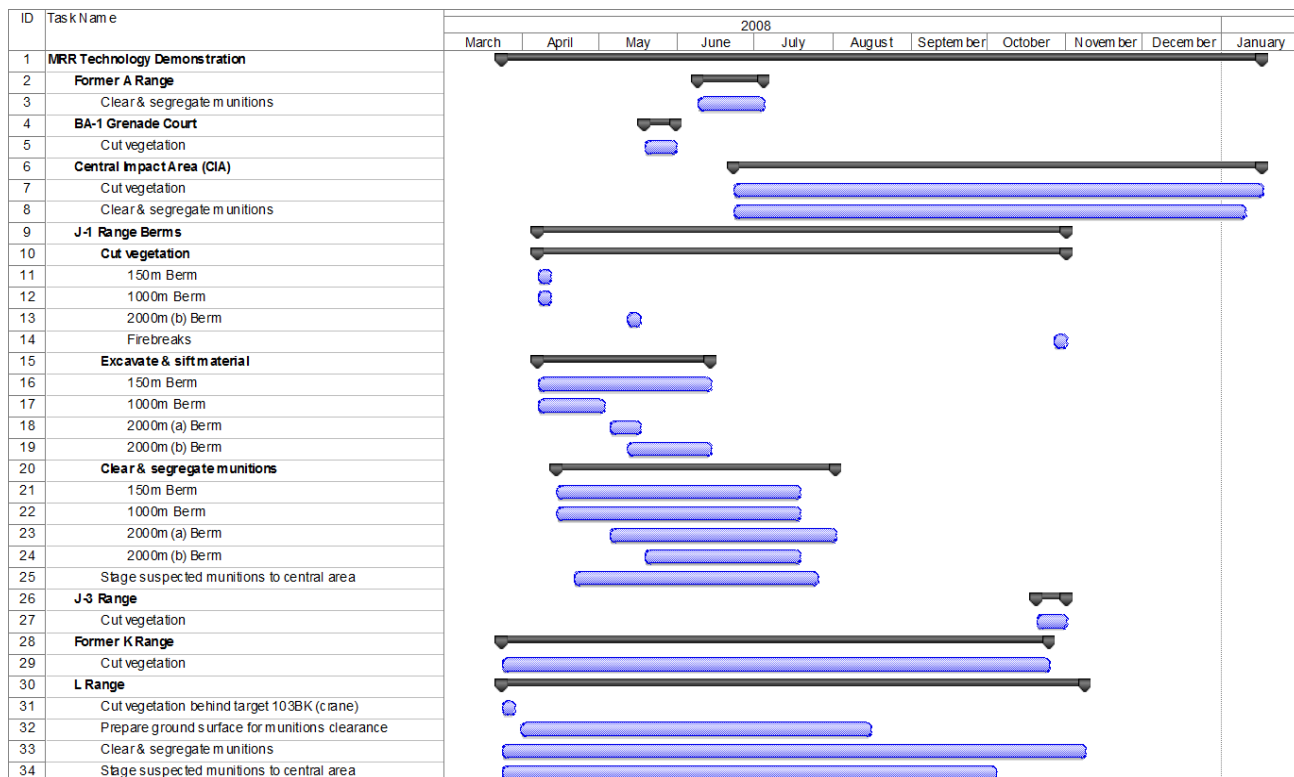 ID Task Name 2008
March April May June July August September October November December January
1 MRR Technology Demonstration
2 Former A Range
3 Clear & segregate munitions
4 BA-1 Grenade Court
5 Cut vegetation
6 Central Impact Area (CIA)
7 Cut vegetation
8 Clear & segregate munitions
9 J-1 Range Berms
10 Cut vegetation
11 150m Berm
12 1000m Berm
13 2000m (b) Berm
14 Firebreaks
15 Excavate & sift material
16 150m Berm
17 1000m Berm
18 2000m (a) Berm
19 2000m (b) Berm
20 Clear & segregate munitions
21 150m Berm
22 1000m Berm
23 2000m (a) Berm
24 2000m (b) Berm
25 Stage suspected munitions to central area
26 J-3 Range
27 Cut vegetation
28 Former K Range
29 Cut vegetation
30 L Range
31 Cut vegetation behind target 103BK (crane)
32 Prepare ground surface for munitions clearance
33 Clear & segregate munitions
34 Stage suspected munitions to central area